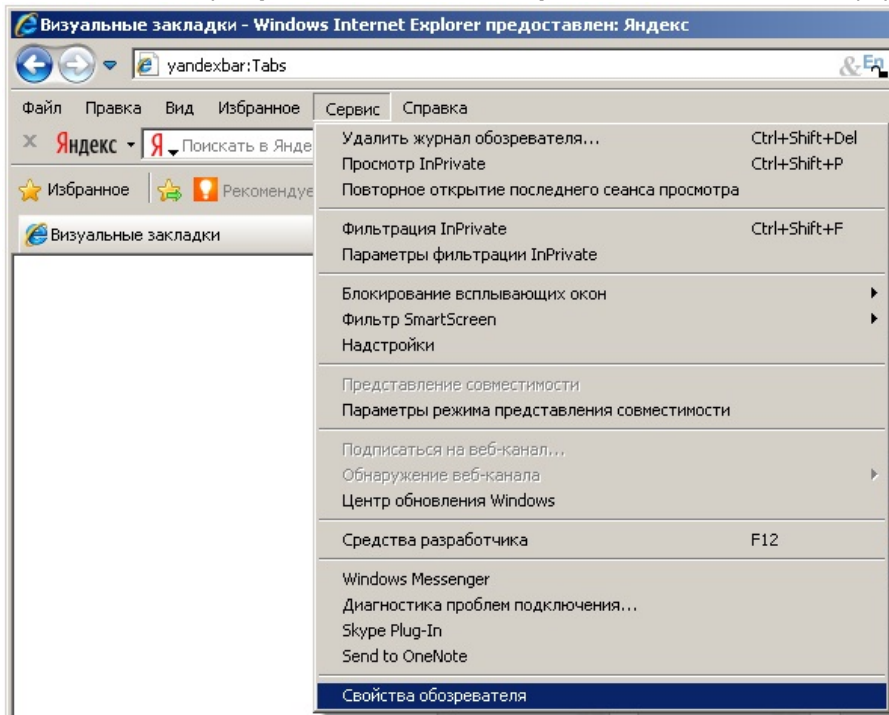 Визуальные закладки - Windows Internet Explorer предоставлен: Яндекс
yandexbar:Tabs
& En
Файл Правка Вид Избранное Сервис Справка
Яндекс Я Поискать в Янде
Избранное Рекомендуе
Визуальные закладки
Удалить журнал обозревателя... Ctrl+Shift+Del
Просмотр InPrivate Ctrl+Shift+P
Повторное открытие последнего сеанса просмотра
Фильтрация InPrivate Ctrl+Shift+F
Параметры фильтрации InPrivate
Блокирование всплывающих окон
Фильтр SmartScreen
Надстройки
Представление совместимости
Параметры режима представления совместимости
Подписаться на веб-канал...
Обнаружение веб-канала
Центр обновления Windows
Средства разработчика F12
Windows Messenger
Диагностика проблем подключения...
Skype Plug-In
Send to OneNote
Свойства обозревателя